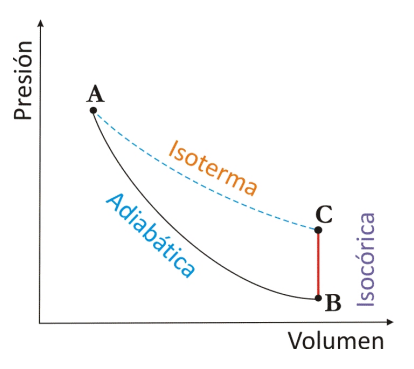 Presión
A
Isoterma
Adiabática
C
Isocórica
B
Volumen